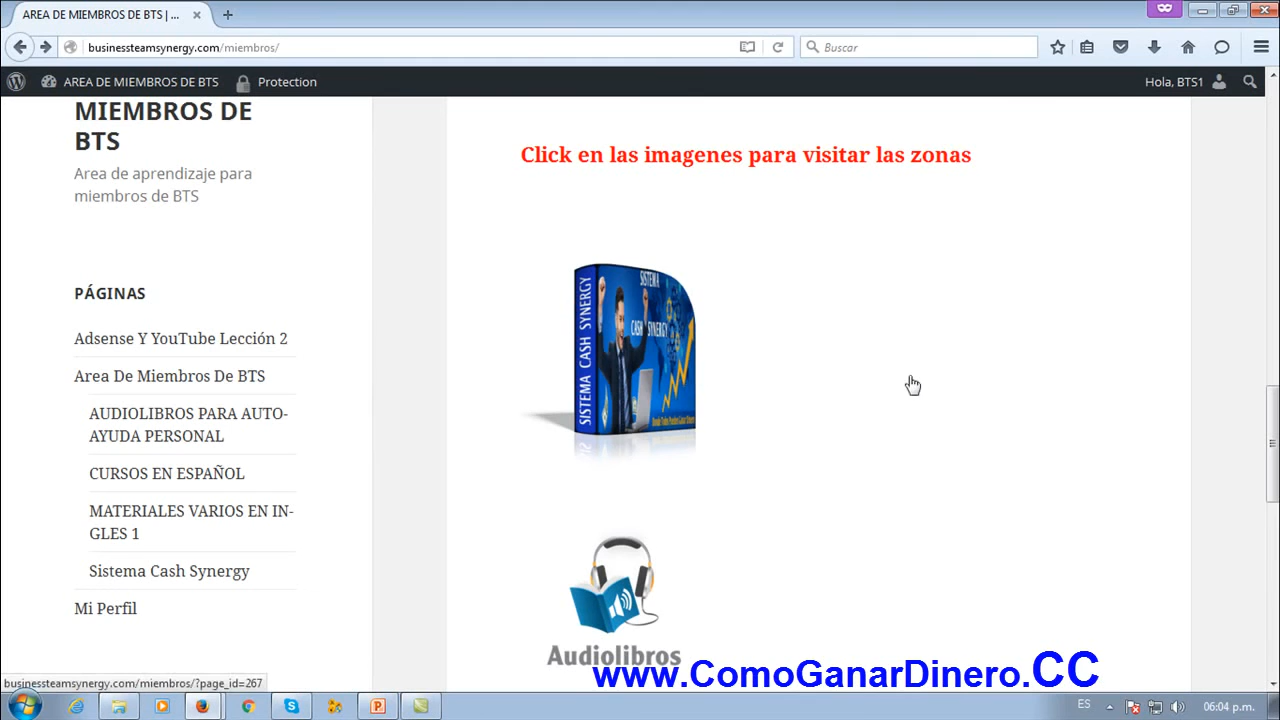 AREA DE MIEMBROS DE BTS | ...
businessteamsynergy.com/miembros/
Buscar
AREA DE MIEMBROS DE BTS
Protection
Hola, BTS1
MIEMBROS DE
BTS
Area de aprendizaje para
miembros de BTS
PÁGINAS
Adsense Y YouTube Lección 2
Area De Miembros De BTS
AUDIOLIBROS PARA AUTO-
AYUDA PERSONAL
CURSOS EN ESPAÑOL
MATERIALES VARIOS EN IN-
GLES 1
Sistema Cash Synergy
Mi Perfil
Click en las imagenes para visitar las zonas
SISTEMA CASH SYNERGY
SISTEMA
CASH SYNERGY
Audiolibros
www.ComoGanarDinero.CC
businessteamsynergy.com/miembros/?page_id=267
ES
06:04 p.m.